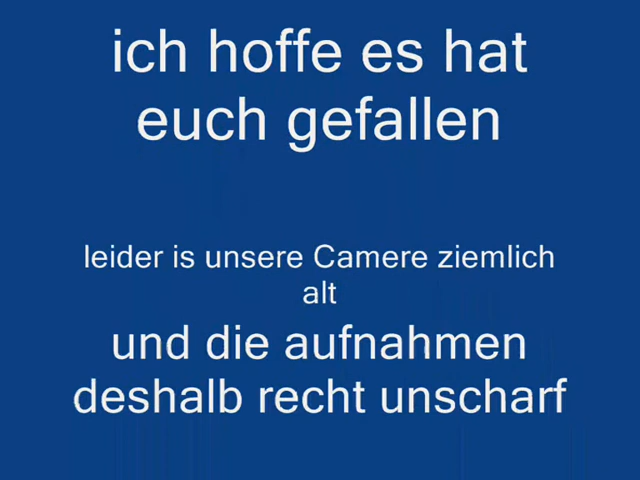 ich hoffe es hat
euch gefallen
leider is unsere Camere ziemlich
alt
und die aufnahmen
deshalb recht unscharf